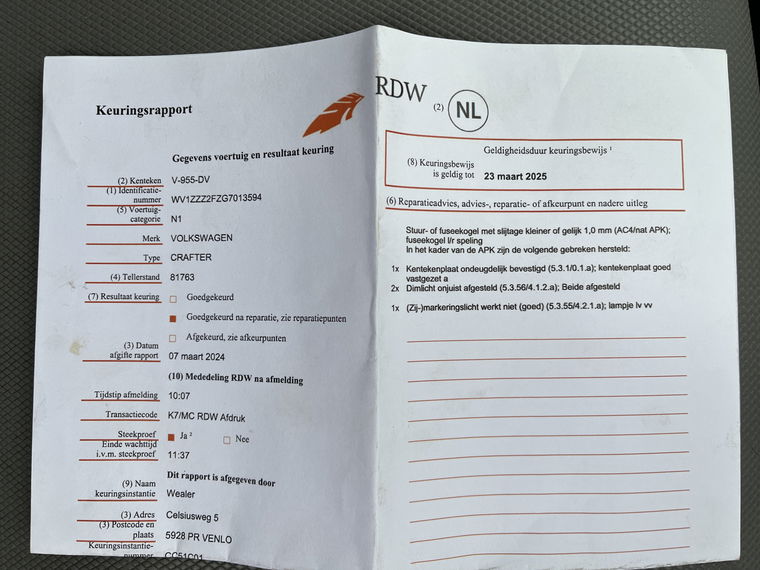 Keuringsrapport
Gegevens voertuig en resultaat keuring
(2) Kenteken V-955-DV
(1) Identificatie-
nummer WV1ZZZ2FZG7013594
(5) Voertuig-
categorie N1
Merk VOLKSWAGEN
Type CRAFTER
(4) Tellerstand 81763
(7) Resultaat keuring Goedgekeurd
Goedgekeurd na reparatie, zie reparatiepunten
Afgekeurd, zie afkeurpunten
(3) Datum
afgifte rapport 07 maart 2024
(10) Mededeling RDW na afmelding
Tijdstip afmelding 10:07
Transactiecode K7/MC RDW Afdruk
Steekproef Ja 2 Nee
Einde wachttijd
i.v.m. steekproef 11:37
Dit rapport is afgegeven door
(9) Naam
keuringsinstantie Wealer
(3) Adres Celsiusweg 5
(3) Postcode en
plaats 5928 PR VENLO
Keuringsinstantie-
nummer CC51C01
RDW (2) NL
Geldigheidsduur keuringsbewijs 1
(8) Keuringsbewijs
is geldig tot 23 maart 2025
(6) Reparatieadvies, advies-, reparatie- of afkeurpunt en nadere uitleg
Stuur- of fuseekogel met slijtage kleiner of gelijk 1,0 mm (AC4/nat APK);
fuseekogel l/r speling
In het kader van de APK zijn de volgende gebreken hersteld:
1x Kentekenplaat ondeugdelijk bevestigd (5.3.1/0.1.a); kentekenplaat goed
vastgezet a
2x Dimlicht onjuist afgesteld (5.3.56/4.1.2.a); Beide afgesteld
1x (Zij-)markeringslicht werkt niet (goed) (5.3.55/4.2.1.a); lampje lv vv